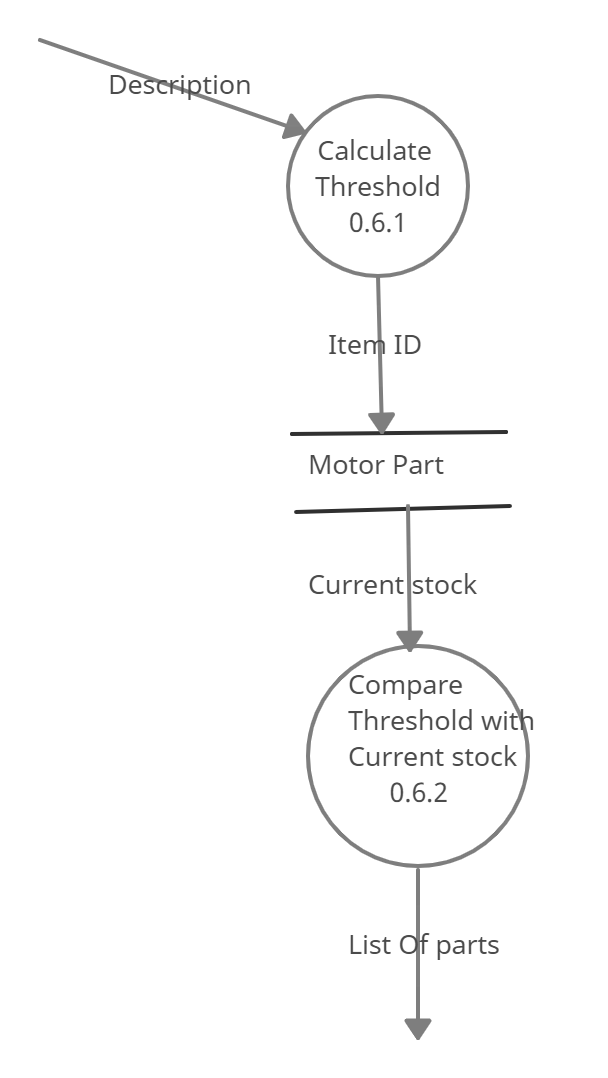 Description
Calculate
Threshold
0.6.1
Item ID
Motor Part
Current stock
Compare
Threshold with
Current stock
0.6.2
List Of parts